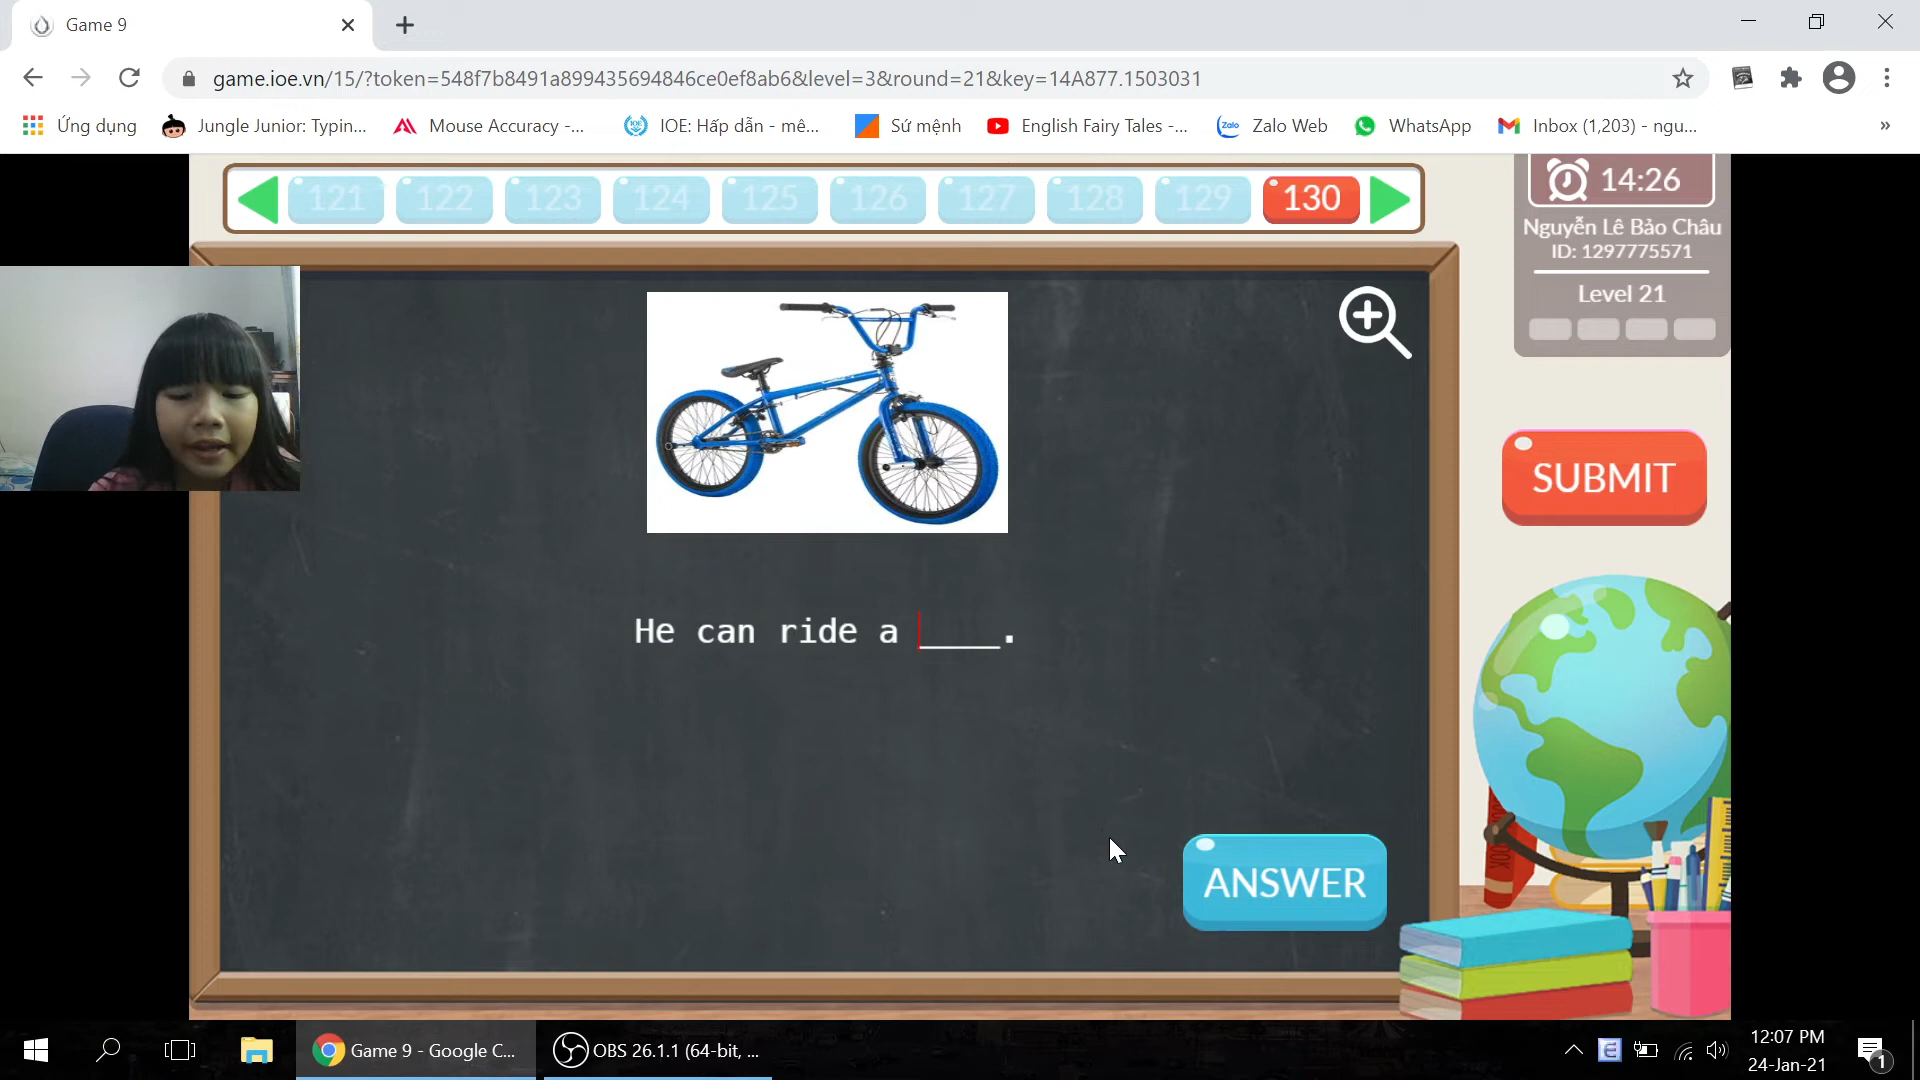 Game 9
game.ioe.vn/15/?token=548f7b8491a899435694846ce0ef8ab6&level=3&round=21&key=14A877.1503031
Ứng dụng Jungle Junior: Typin... Mouse Accuracy -... IOE: Hấp dẫn - mê... Sứ mệnh English Fairy Tales -... Zalo Zalo Web WhatsApp Inbox (1,203) - ngu... »
121 122 123 124 125 126 127 128 129 130
14:26
Nguyễn Lê Bảo Châu
ID: 1297775571
Level 21
SUBMIT
He can ride a ____.
ANSWER
Game 9 - Google C...
OBS 26.1.1 (64-bit, ...
12:07 PM
24-Jan-21
1